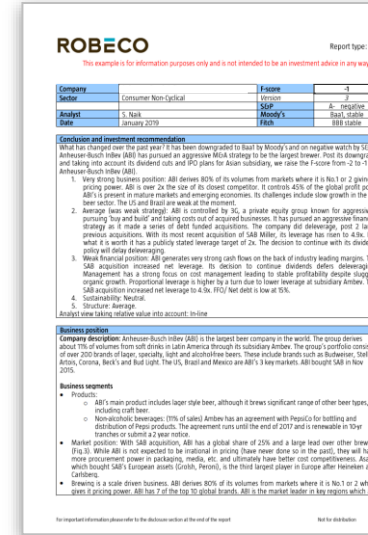 ROBECO
Report type:
This example is for information purposes only and is not intended to be an investment advice in any way
Company F-score -1
Sector Consumer Non-Cyclical Version 3
S&P A- negative
Analyst S. Naik Moody's Baa1, stable
Date January 2019 Fitch BBB stable
Conclusion and investment recommendation
What has changed over the past year? It has been downgraded to Baa1 by Moody's and on negative watch by S&
Anheuser-Busch Inbev (ABI) has pursued an aggressive M&A strategy to be the largest brewer. Post its downgra
and taking into account its dividend cuts and IPO plans for Asian subsidiary, we raise the F-score from -2 to -1
Anheuser-Busch InBev (ABI).
1. Very strong business position: ABI derives 80% of its volumes from markets where it is No.1 or 2 givin
pricing power. ABI is over 2x the size of its closest competitor. It controls 45% of the global profit po
ABI's is present in mature markets and emerging economies. Its challenges include slow growth in the
beer sector. The US and Brazil are weak at the moment.
2. Average (was weak strategy): ABI is controlled by 3G, a private equity group known for aggressiv
pursuing 'buy and build' and taking costs out of acquired businesses. It has pursued an aggressive finan
strategy as it made a series of debt funded acquisitions. The company did deleverage, post 2 la
previous acquisitions. With its most recent acquisition of SAB Miller, its leverage has risen to 4.9x.
what it is worth it has a publicly stated leverage target of 2x. The decision to continue with its divide
policy will delay deleveraging.
3. Weak financial position: ABI generates very strong cash flows on the back of industry leading margins.
SAB acquisition increased leverage. Its decision to continue dividends defers deleverag
Management has a strong focus on cost management leading to stable profitability despite slugg
organic growth. Proportional leverage is higher by a turn due to lower leverage at subsidiary Ambev.
SAB acquisition increased net leverage to 4.9x. FFO/ Net debt is low at 15%.
4. Sustainability: Neutral.
5. Structure: Average.
Analyst view taking relative value into account: In-line
Business position
Company description: Anheuser-Busch Inbev (ABI) is the largest beer company in the world. The group derives
about 11% of volumes from soft drinks in Latin America through its subsidiary Ambev. The group's portfolio consis
of over 200 brands of lager, specialty, light and alcohol-free beers. These include brands such as Budweiser, Stel
Artois, Corona, Beck's and Bud Light. The US, Brazil and Mexico are ABI's 3 key markets. ABI bought SAB in Nov
2015.
Business segments
• Products:
○ ABI's main product includes lager style beer, although it brews significant range of other beer types,
including craft beer.
○ Non-alcoholic beverages: (11% of sales) Ambev has an agreement with PepsiCo for bottling and
distribution of Pepsi products. The agreement runs until the end of 2017 and is renewable in 10-yr
tranches or submit a 2 year notice.
• Market position: With SAB acquisition, ABI has a global share of 25% and a large lead over other brew
(Fig.3). While ABI is not expected to be irrational in pricing (have never done so in the past), they will ha
more procurement power in packaging, media, etc. and ultimately have better cost competitiveness. Asa
which bought SAB's European assets (Grolsh, Peroni), is the third largest player in Europe after Heineken a
Carlsberg.
• Brewing is a scale driven business. ABI derives 80% of its volumes from markets where it is No.1 or 2 wh
gives it pricing power. ABI has 7 of the top 10 global brands. ABI is the market leader in key regions which
For important information please refer to the disclosure section at the end of the report Not for distribution